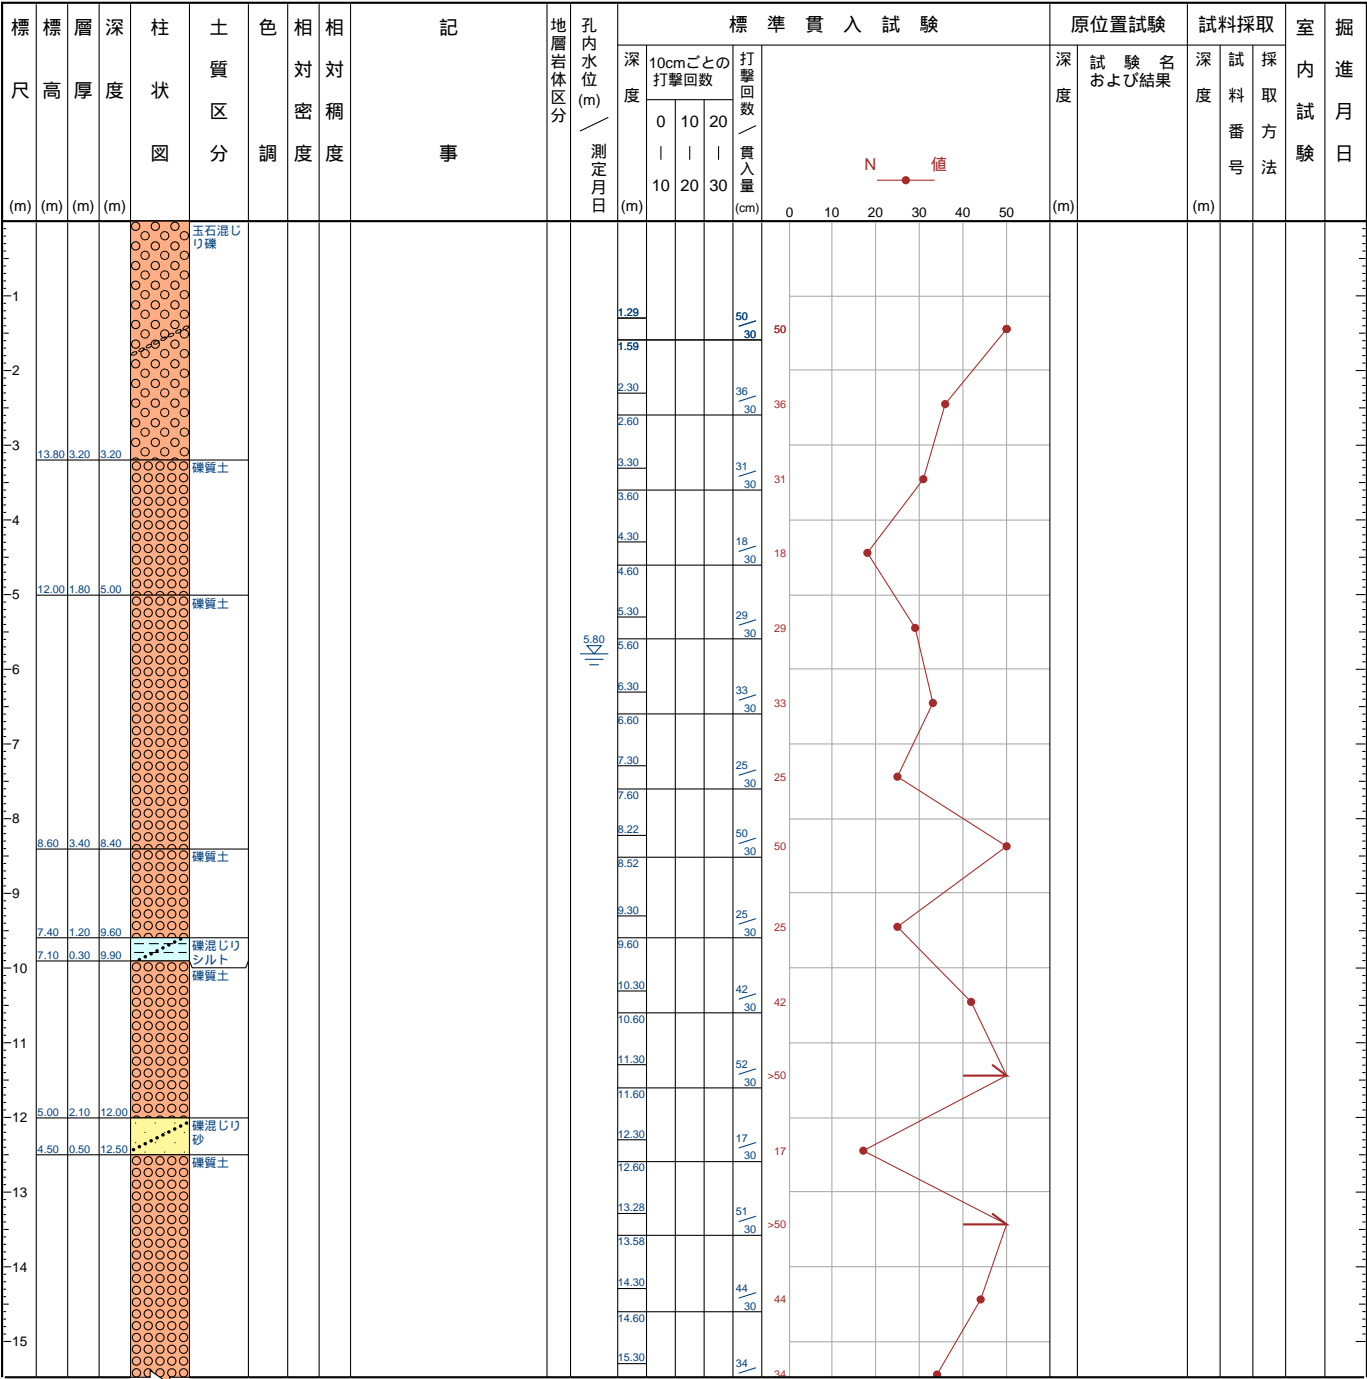 標尺 (m)
標高 (m)
層厚 (m)
深度 (m)
柱状図
土質区分
色調
相対密度
相対稠度
記事
地層岩体区分
孔内水位(m)／測定月日
標準貫入試験
深度 (m)
10cmごとの
打撃回数
0 10 20
| | |
10 20 30
打撃回数／貫入量 (cm)
N 値
0 10 20 30 40 50
原位置試験
深度 (m)
試験名
および結果
試料採取
深度 (m)
試料番号
採取方法
室内試験
掘進月日
玉石混じ
り礫
1
1.29 50/30 50
1.59
2
2.30 36/30 36
2.60
3
13.80 3.20 3.20
礫質土
3.30 31/30 31
3.60
4
4.30 18/30 18
4.60
5
12.00 1.80 5.00
礫質土
5.30 29/30 29
5.80
5.60
6
6.30 33/30 33
6.60
7
7.30 25/30 25
7.60
8
8.22 50/30 50
8.60 3.40 8.40
礫質土
8.52
9
9.30 25/30 25
7.40 1.20 9.60
礫混じり
シルト
9.60
7.10 0.30 9.90
10
礫質土
10.30 42/30 42
10.60
11
11.30 52/30 >50
11.60
5.00 2.10 12.00
12
礫混じり
砂
12.30 17/30 17
4.50 0.50 12.50
礫質土
12.60
13
13.28 51/30 >50
13.58
14
14.30 44/30 44
14.60
15
15.30 34/ 34